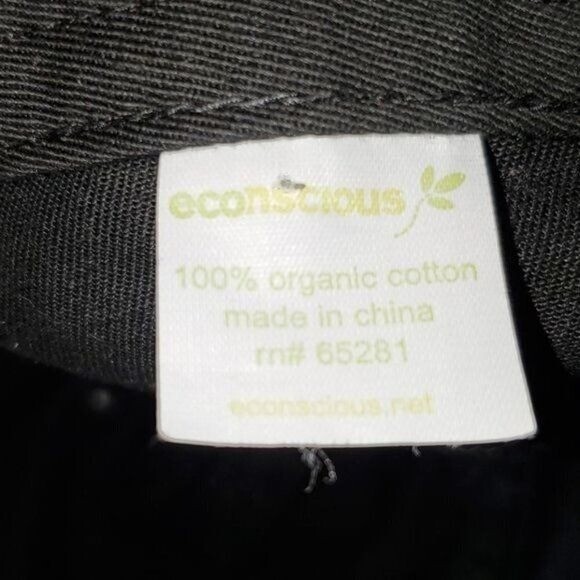 econscious
100% organic cotton
made in china
rn# 65281
econscious.net